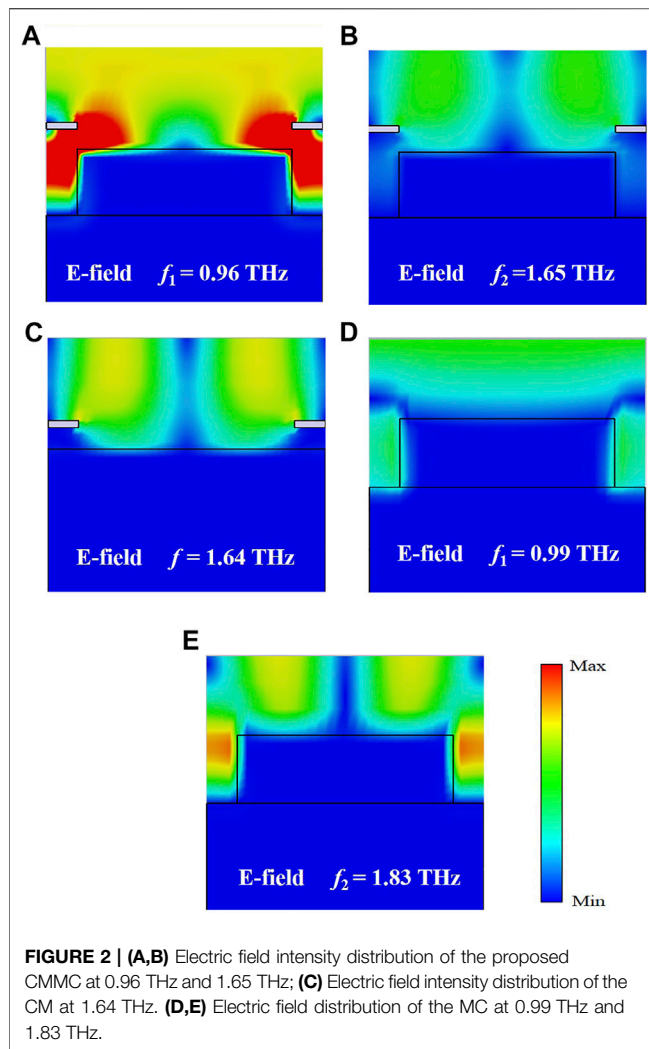 A
B
E-field f1 = 0.96 THz
E-field f2 =1.65 THz
C
D
E-field f = 1.64 THz
E-field f1 = 0.99 THz
E
Max
E-field f2 = 1.83 THz
Min
FIGURE 2 | (A,B) Electric field intensity distribution of the proposed
CMMC at 0.96 THz and 1.65 THz; (C) Electric field intensity distribution of the
CM at 1.64 THz. (D,E) Electric field distribution of the MC at 0.99 THz and
1.83 THz.